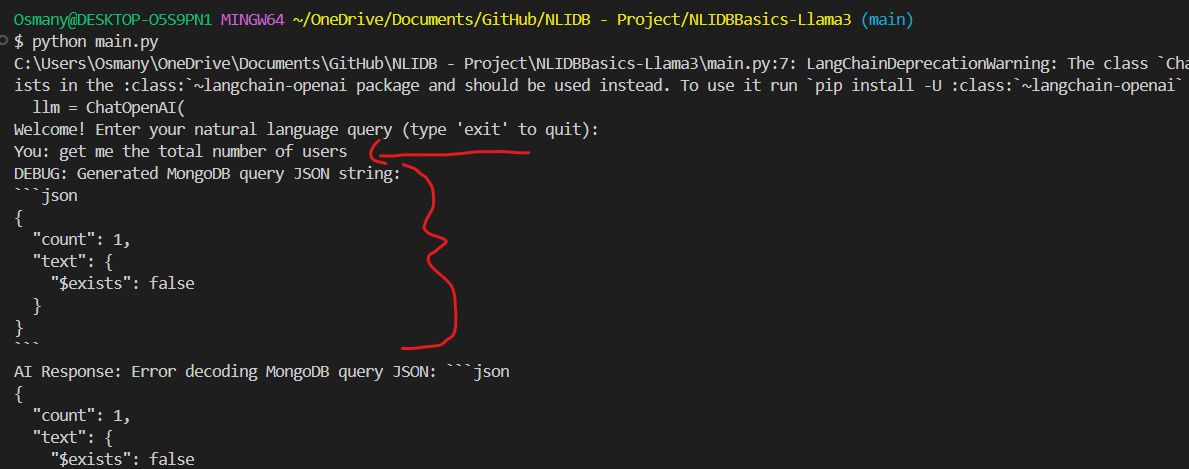 Osmany@DESKTOP-O5S9PN1 MINGW64 ~/OneDrive/Documents/GitHub/NLIDB - Project/NLIDBBasics-Llama3 (main)
$ python main.py
C:\Users\Osmany\OneDrive\Documents\GitHub\NLIDB - Project\NLIDBBasics-Llama3\main.py:7: LangChainDeprecationWarning: The class `Cha
ists in the :class:`~langchain-openai package and should be used instead. To use it run `pip install -U :class:`~langchain-openai`
  llm = ChatOpenAI(
Welcome! Enter your natural language query (type 'exit' to quit):
You: get me the total number of users
DEBUG: Generated MongoDB query JSON string:
```json
{
  "count": 1,
  "text": {
    "$exists": false
  }
}
```
AI Response: Error decoding MongoDB query JSON: ```json
{
  "count": 1,
  "text": {
    "$exists": false